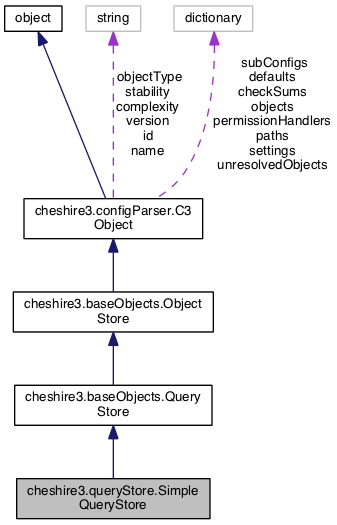 object
string
dictionary
objectType
stability
complexity
version
id
name
subConfigs
defaults
checkSums
objects
permissionHandlers
paths
settings
unresolvedObjects
cheshire3.configParser.C3
Object
cheshire3.baseObjects.Object
Store
cheshire3.baseObjects.Query
Store
cheshire3.queryStore.Simple
QueryStore